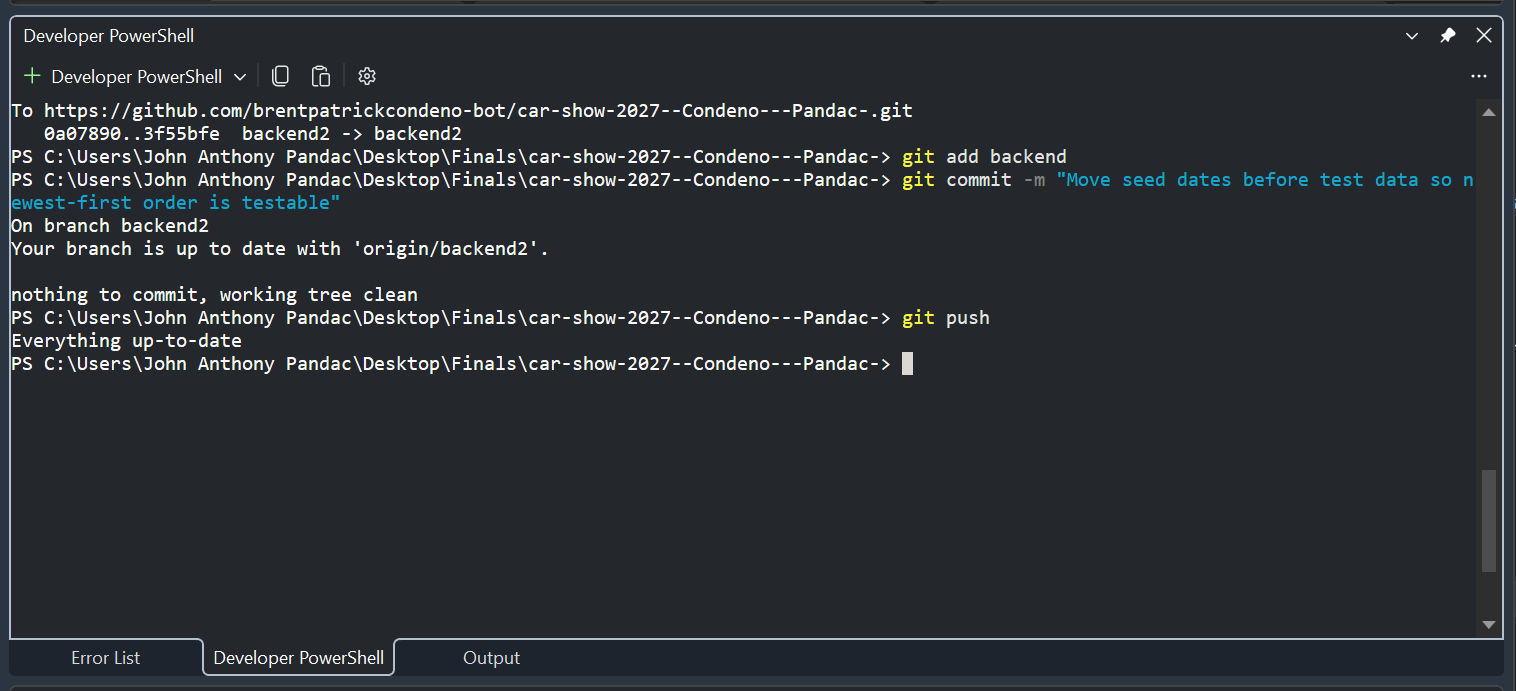 Developer PowerShell
+ Developer PowerShell
To https://github.com/brentpatrickcondeno-bot/car-show-2027--Condeno---Pandac-.git
   0a07890..3f55bfe  backend2 -> backend2
PS C:\Users\John Anthony Pandac\Desktop\Finals\car-show-2027--Condeno---Pandac-> git add backend
PS C:\Users\John Anthony Pandac\Desktop\Finals\car-show-2027--Condeno---Pandac-> git commit -m "Move seed dates before test data so n
ewest-first order is testable"
On branch backend2
Your branch is up to date with 'origin/backend2'.

nothing to commit, working tree clean
PS C:\Users\John Anthony Pandac\Desktop\Finals\car-show-2027--Condeno---Pandac-> git push
Everything up-to-date
PS C:\Users\John Anthony Pandac\Desktop\Finals\car-show-2027--Condeno---Pandac->
Error List
Developer PowerShell
Output